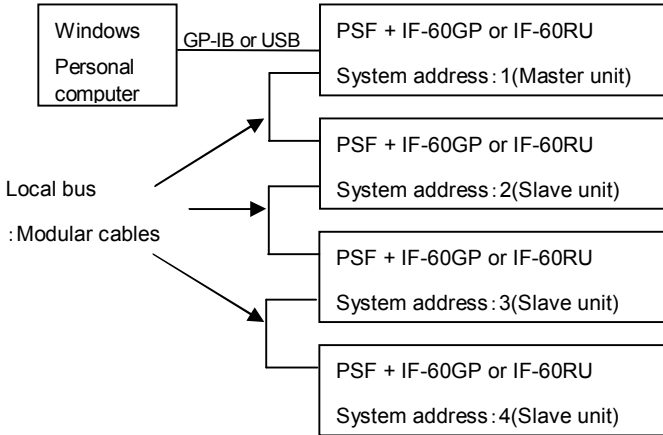 Windows
Personal
computer
GP-IB or USB
PSF + IF-60GP or IF-60RU
System address:1(Master unit)
PSF + IF-60GP or IF-60RU
System address:2(Slave unit)
Local bus
:Modular cables
PSF + IF-60GP or IF-60RU
System address:3(Slave unit)
PSF + IF-60GP or IF-60RU
System address:4(Slave unit)